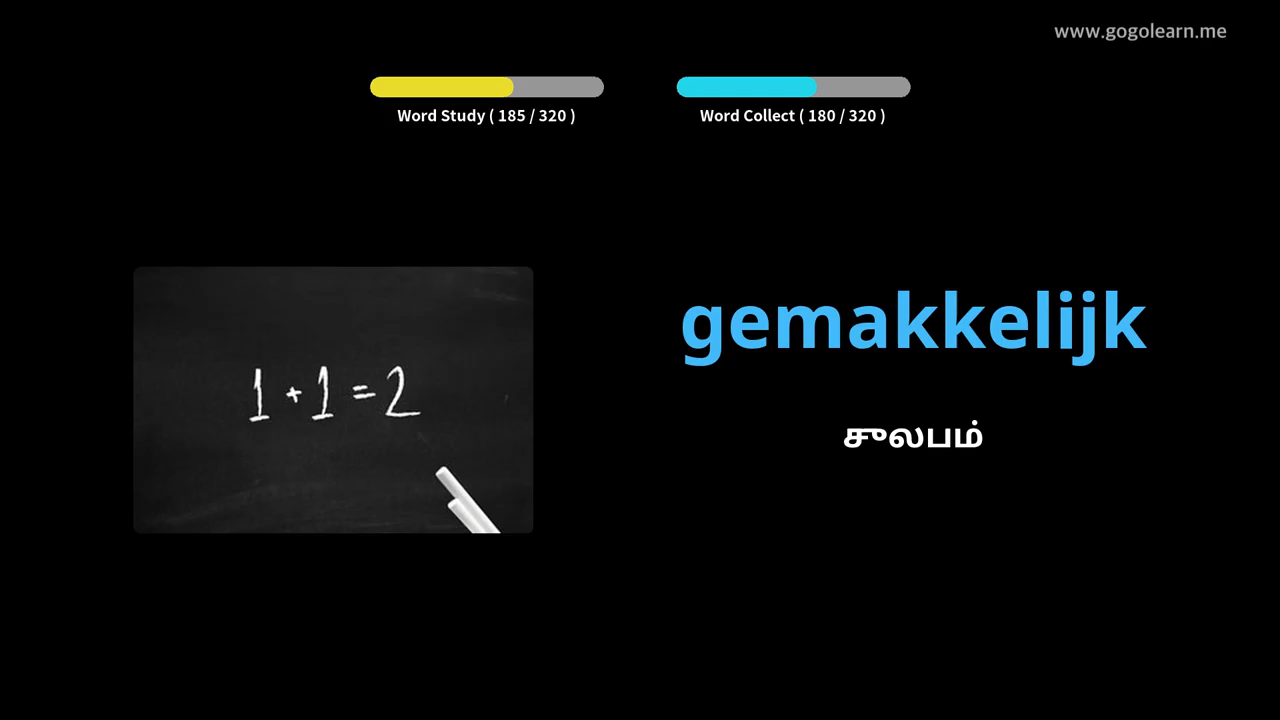 www.gogolearn.me
Word Study ( 185 / 320 )
Word Collect ( 180 / 320 )
1 + 1 = 2
gemakkelijk
சுலபம்